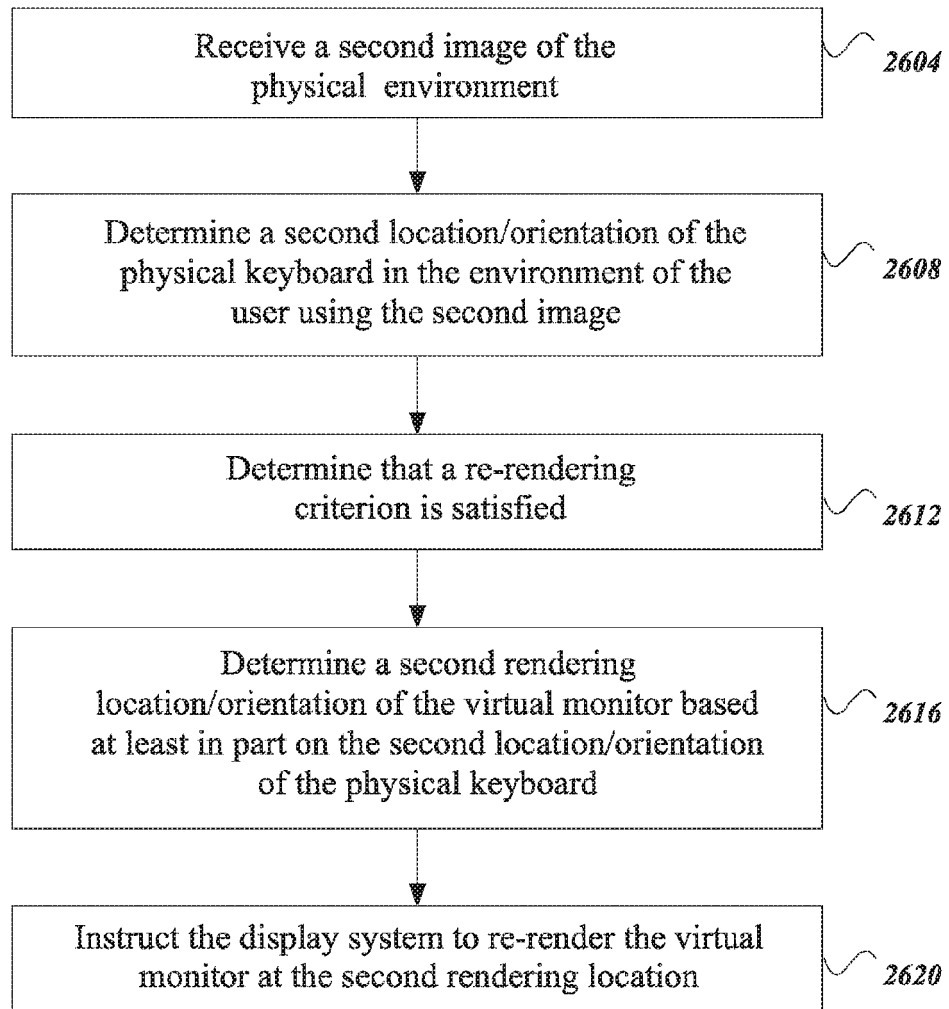 Receive a second image of the
physical environment
2604
Determine a second location/orientation of the
physical keyboard in the environment of the
user using the second image
2608
Determine that a re-rendering
criterion is satisfied
2612
Determine a second rendering
location/orientation of the virtual monitor based
at least in part on the second location/orientation
of the physical keyboard
2616
Instruct the display system to re-render the virtual
monitor at the second rendering location
2620